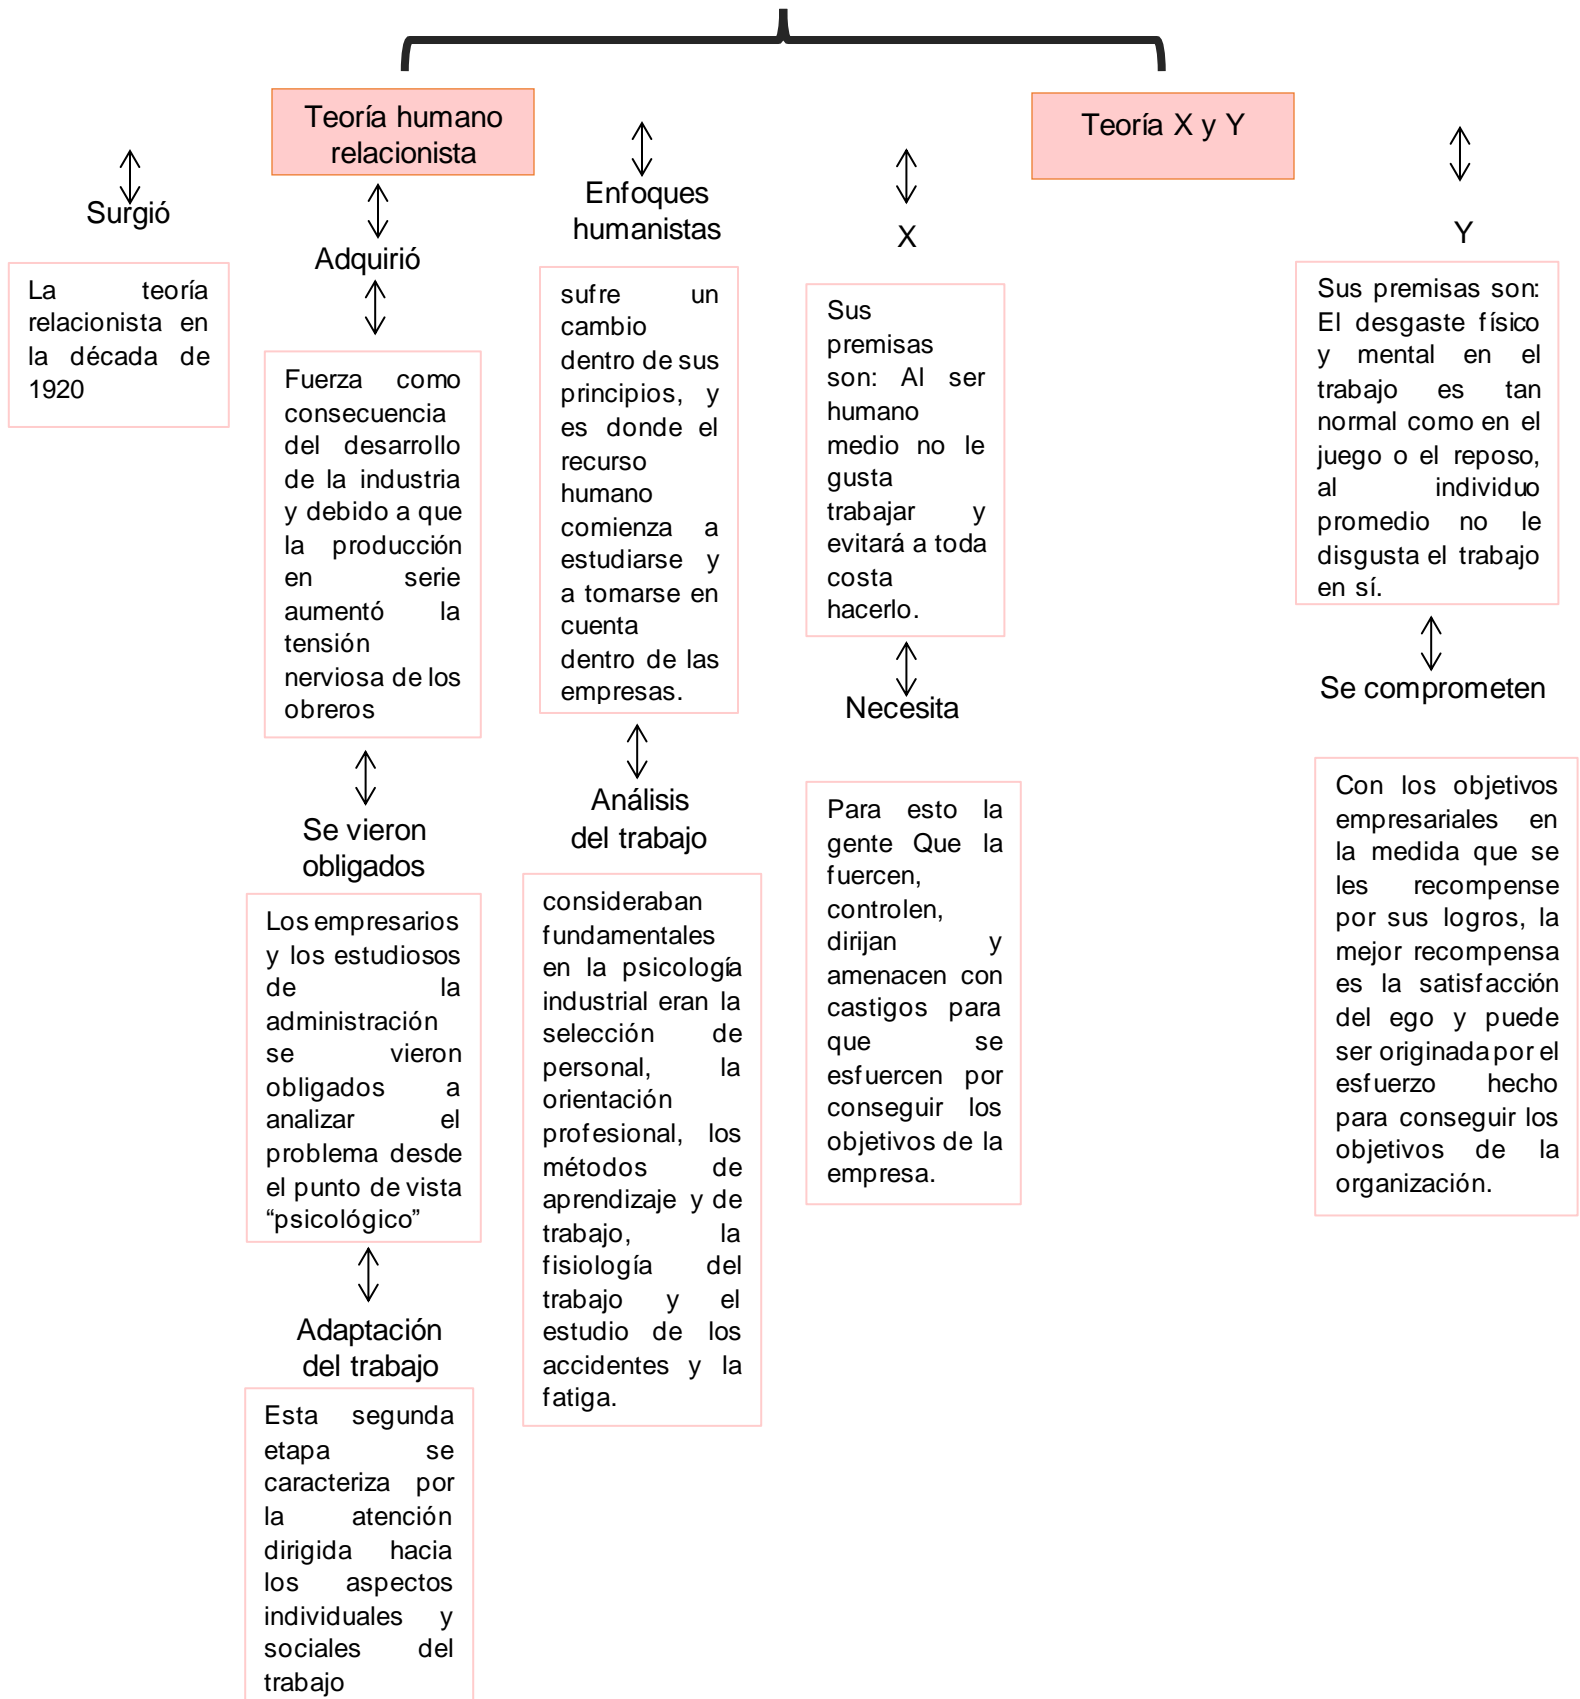 Teoría humano
relacionista
Teoría X y Y
Surgió
La teoría
relacionista en
la década de
1920
Adquirió
Fuerza como
consecuencia
del desarrollo
de la industria
y debido a que
la producción
en serie
aumentó la
tensión
nerviosa de los
obreros
Se vieron
obligados
Los empresarios
y los estudiosos
de la
administración
se vieron
obligados a
analizar el
problema desde
el punto de vista
“psicológico”
Adaptación
del trabajo
Esta segunda
etapa se
caracteriza por
la atención
dirigida hacia
los aspectos
individuales y
sociales del
trabajo
Enfoques
humanistas
sufre un
cambio
dentro de sus
principios, y
es donde el
recurso
humano
comienza a
estudiarse y
a tomarse en
cuenta
dentro de las
empresas.
Análisis
del trabajo
consideraban
fundamentales
en la psicología
industrial eran la
selección de
personal, la
orientación
profesional, los
métodos de
aprendizaje y de
trabajo, la
fisiología del
trabajo y el
estudio de los
accidentes y la
fatiga.
X
Sus
premisas
son: Al ser
humano
medio no le
gusta
trabajar y
evitará a toda
costa
hacerlo.
Necesita
Para esto la
gente Que la
fuercen,
controlen,
dirijan y
amenacen con
castigos para
que se
esfuercen por
conseguir los
objetivos de la
empresa.
Y
Sus premisas son:
El desgaste físico
y mental en el
trabajo es tan
normal como en el
juego o el reposo,
al individuo
promedio no le
disgusta el trabajo
en sí.
Se comprometen
Con los objetivos
empresariales en
la medida que se
les recompense
por sus logros, la
mejor recompensa
es la satisfacción
del ego y puede
ser originada por el
esfuerzo hecho
para conseguir los
objetivos de la
organización.